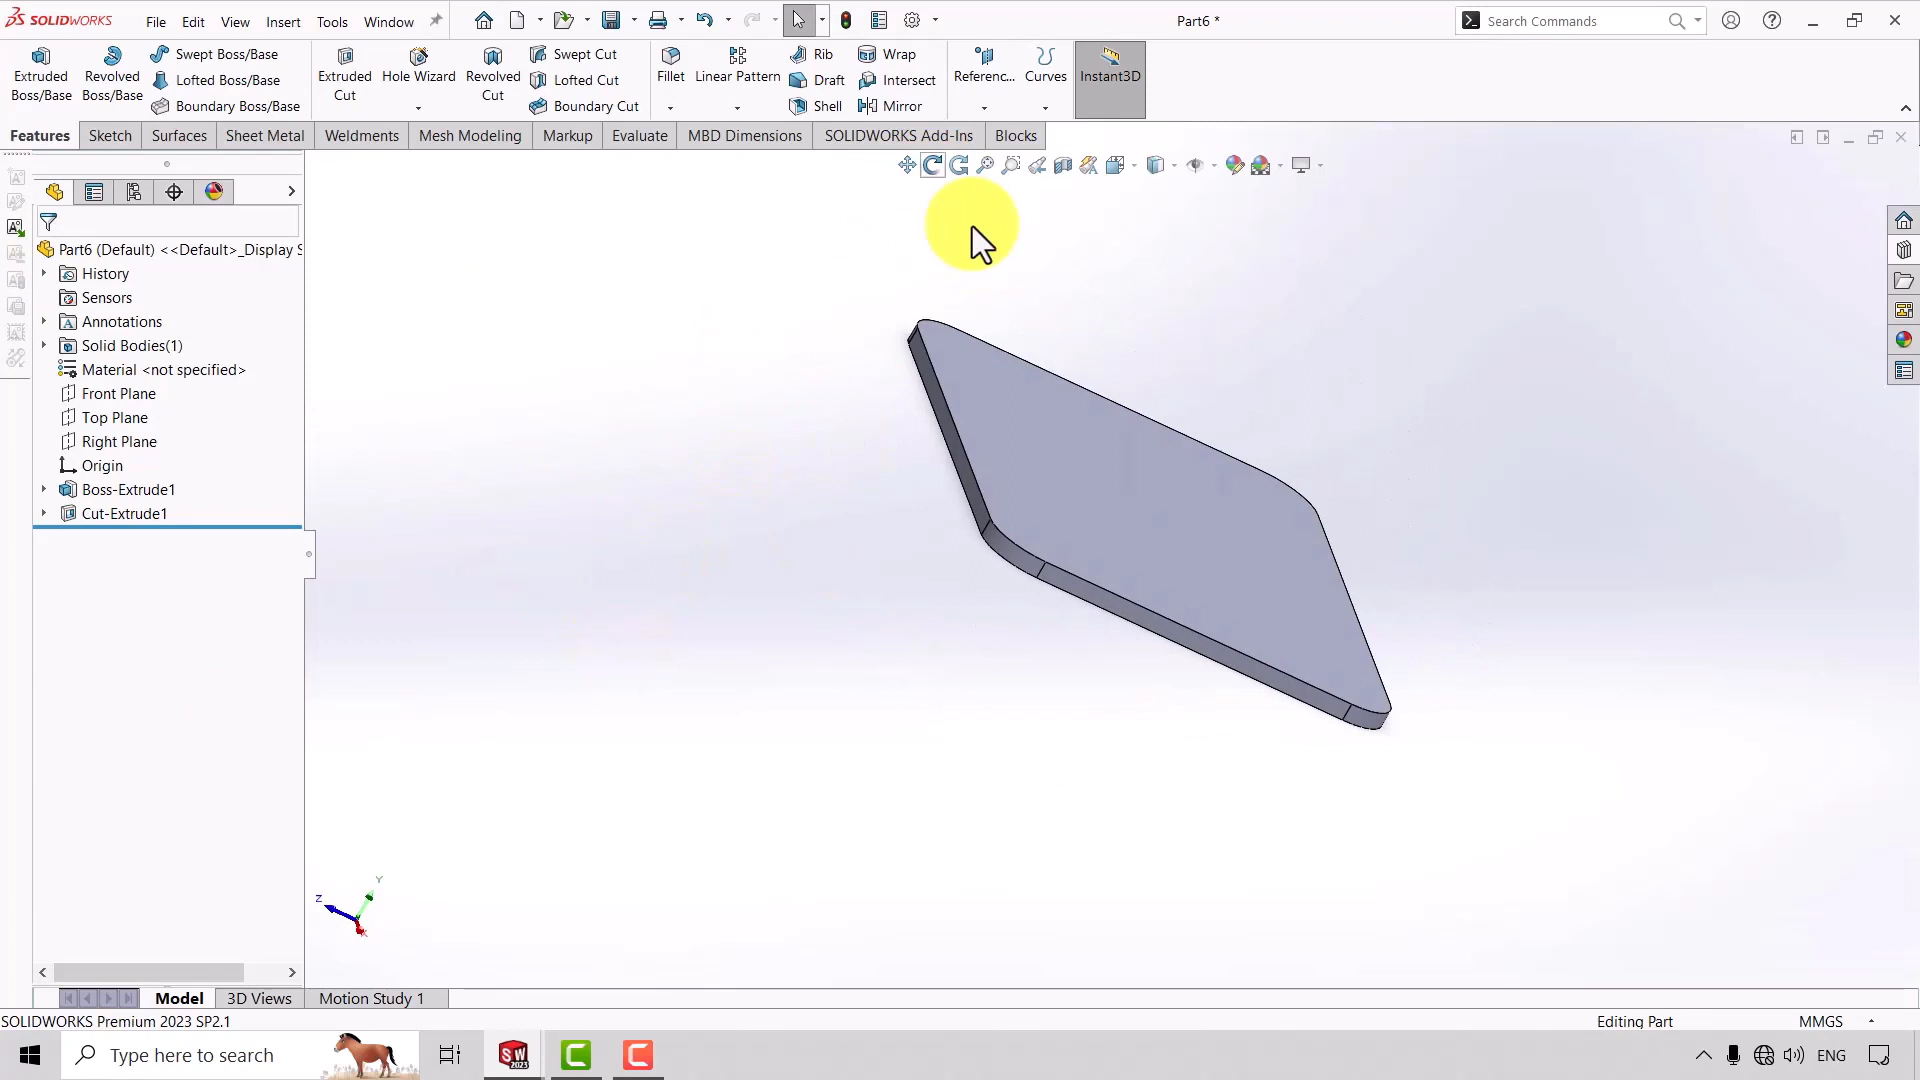 SOLIDWORKS File Edit View Insert Tools Window Part6 * Search Commands
Extruded Boss/Base Revolved Boss/Base Swept Boss/Base Extruded Cut Hole Wizard Revolved Cut Swept Cut Fillet Linear Pattern Rib Wrap Referenc... Curves Instant3D
Lofted Boss/Base Lofted Cut Draft Intersect
Boundary Boss/Base Boundary Cut Shell Mirror
Features Sketch Surfaces Sheet Metal Weldments Mesh Modeling Markup Evaluate MBD Dimensions SOLIDWORKS Add-Ins Blocks
Part6 (Default) <<Default>_Display S
History
Sensors
Annotations
Solid Bodies(1)
Material <not specified>
Front Plane
Top Plane
Right Plane
Origin
Boss-Extrude1
Cut-Extrude1
Y
Z
X
Model 3D Views Motion Study 1
SOLIDWORKS Premium 2023 SP2.1 Editing Part MMGS
Type here to search SW 2023 ENG